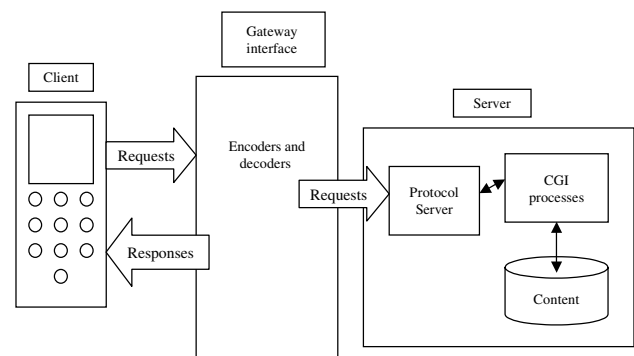 Gateway
interface
Client
Server
Requests
Encoders and
decoders
Requests
Protocol
Server
CGI
processes
Responses
Content